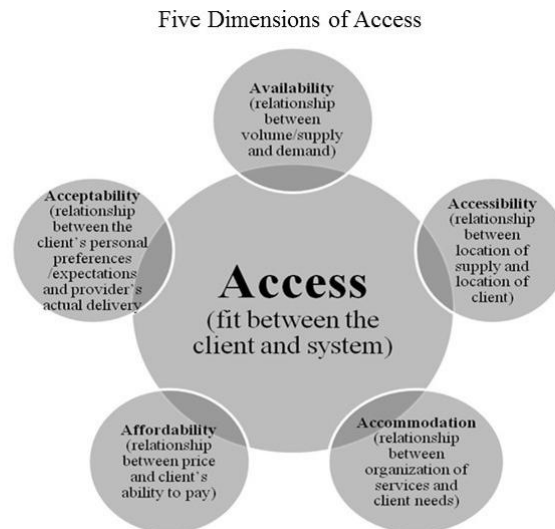 Five Dimensions of Access
Availability
(relationship
between
volume/supply
and demand)
Accessibility
(relationship
between
location of
supply and
location of
client)
Accommodation
(relationship
between
organization of
services and
client needs)
Affordability
(relationship
between price
and client's
ability to pay)
Acceptability
(relationship
between the
client's personal
preferences
/expectations
and provider's
actual delivery
Access
(fit between the
client and system)